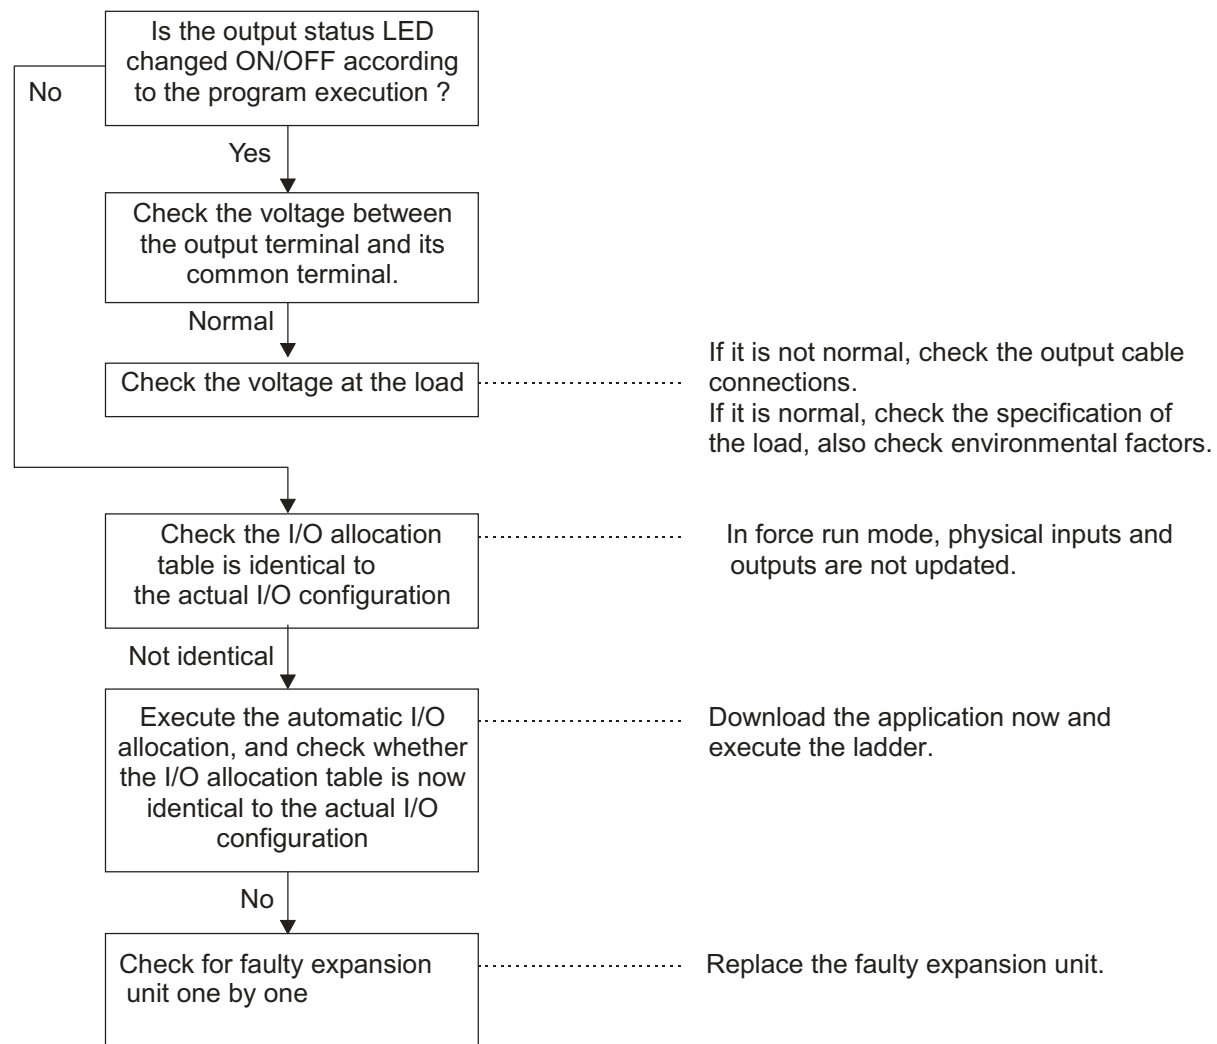 Is the output status LED
changed ON/OFF according
to the program execution ?
No
Yes
Check the voltage between
the output terminal and its
common terminal.
Normal
Check the voltage at the load
If it is not normal, check the output cable
connections.
If it is normal, check the specification of
the load, also check environmental factors.
Check the I/O allocation
table is identical to
the actual I/O configuration
In force run mode, physical inputs and
outputs are not updated.
Not identical
Execute the automatic I/O
allocation, and check whether
the I/O allocation table is now
identical to the actual I/O
configuration
Download the application now and
execute the ladder.
No
Check for faulty expansion
unit one by one
Replace the faulty expansion unit.